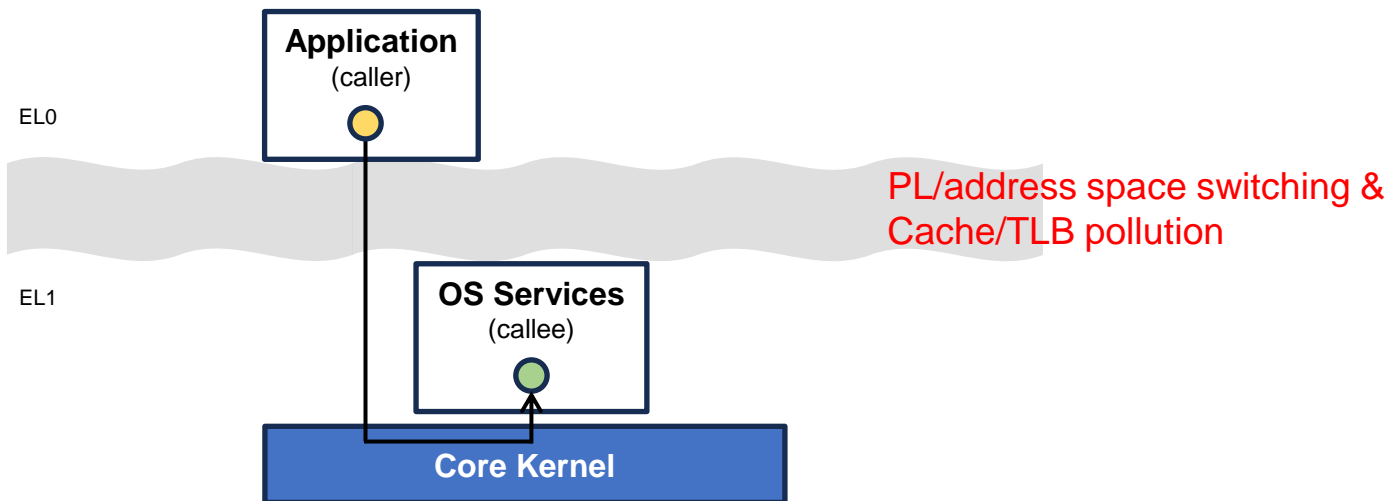 Application
(caller)
EL0
PL/address space switching &
Cache/TLB pollution
EL1
OS Services
(callee)
Core Kernel